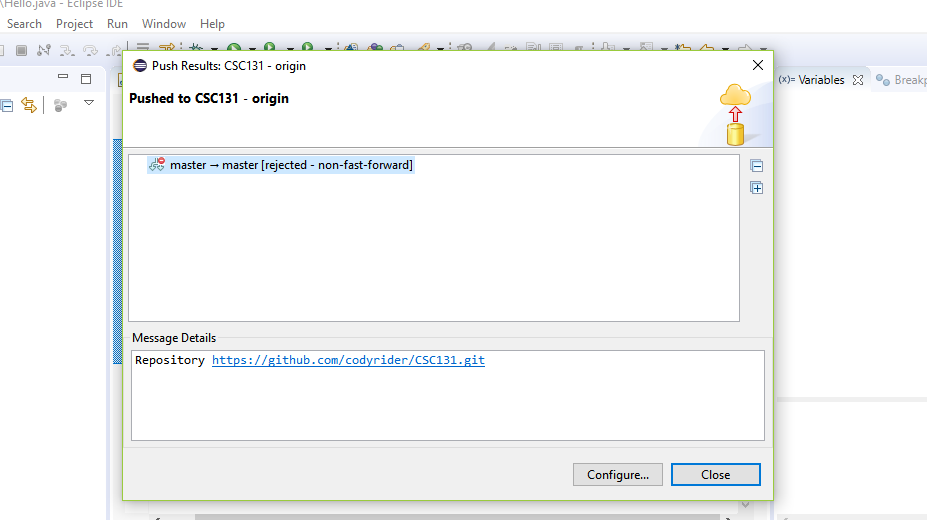 \Hello.java - Eclipse IDE
Search Project Run Window Help
Push Results: CSC131 - origin
Pushed to CSC131 - origin
master → master [rejected - non-fast-forward]
Message Details
Repository https://github.com/codyrider/CSC131.git
Configure...
Close
(x)= Variables